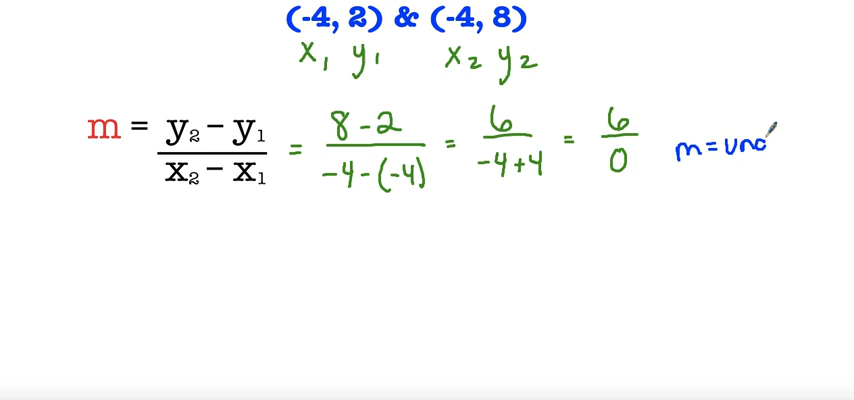 (-4, 2) & (-4, 8)
x₁ y₁ x₂ y₂
m = y₂ - y₁ / x₂ - x₁ = 8 - 2 / -4 - (-4) = 6 / -4 + 4 = 6 / 0 m = und